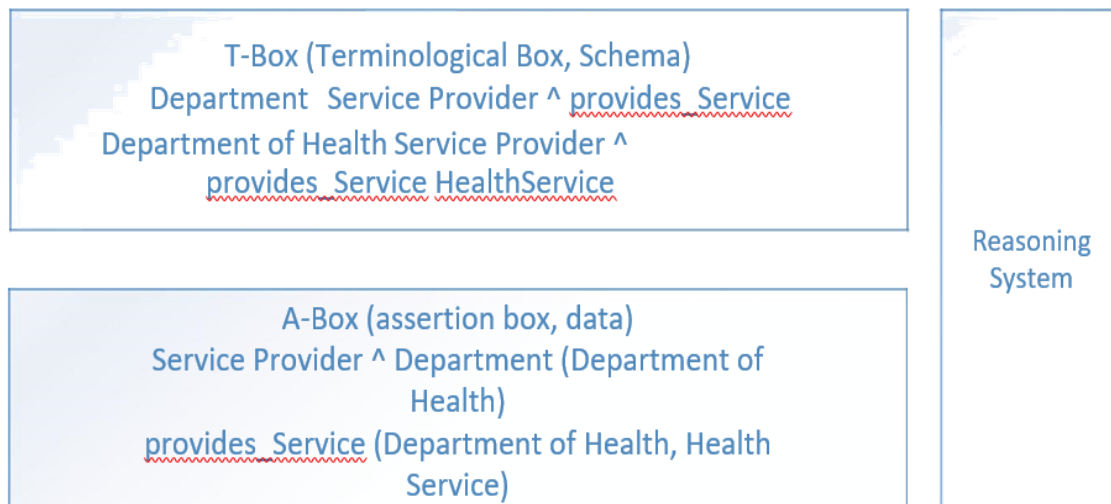 T-Box (Terminological Box, Schema)
Department Service Provider ^ provides_Service
Department of Health Service Provider ^
provides_Service HealthService
Reasoning
System
A-Box (assertion box, data)
Service Provider ^ Department (Department of
Health)
provides_Service (Department of Health, Health
Service)